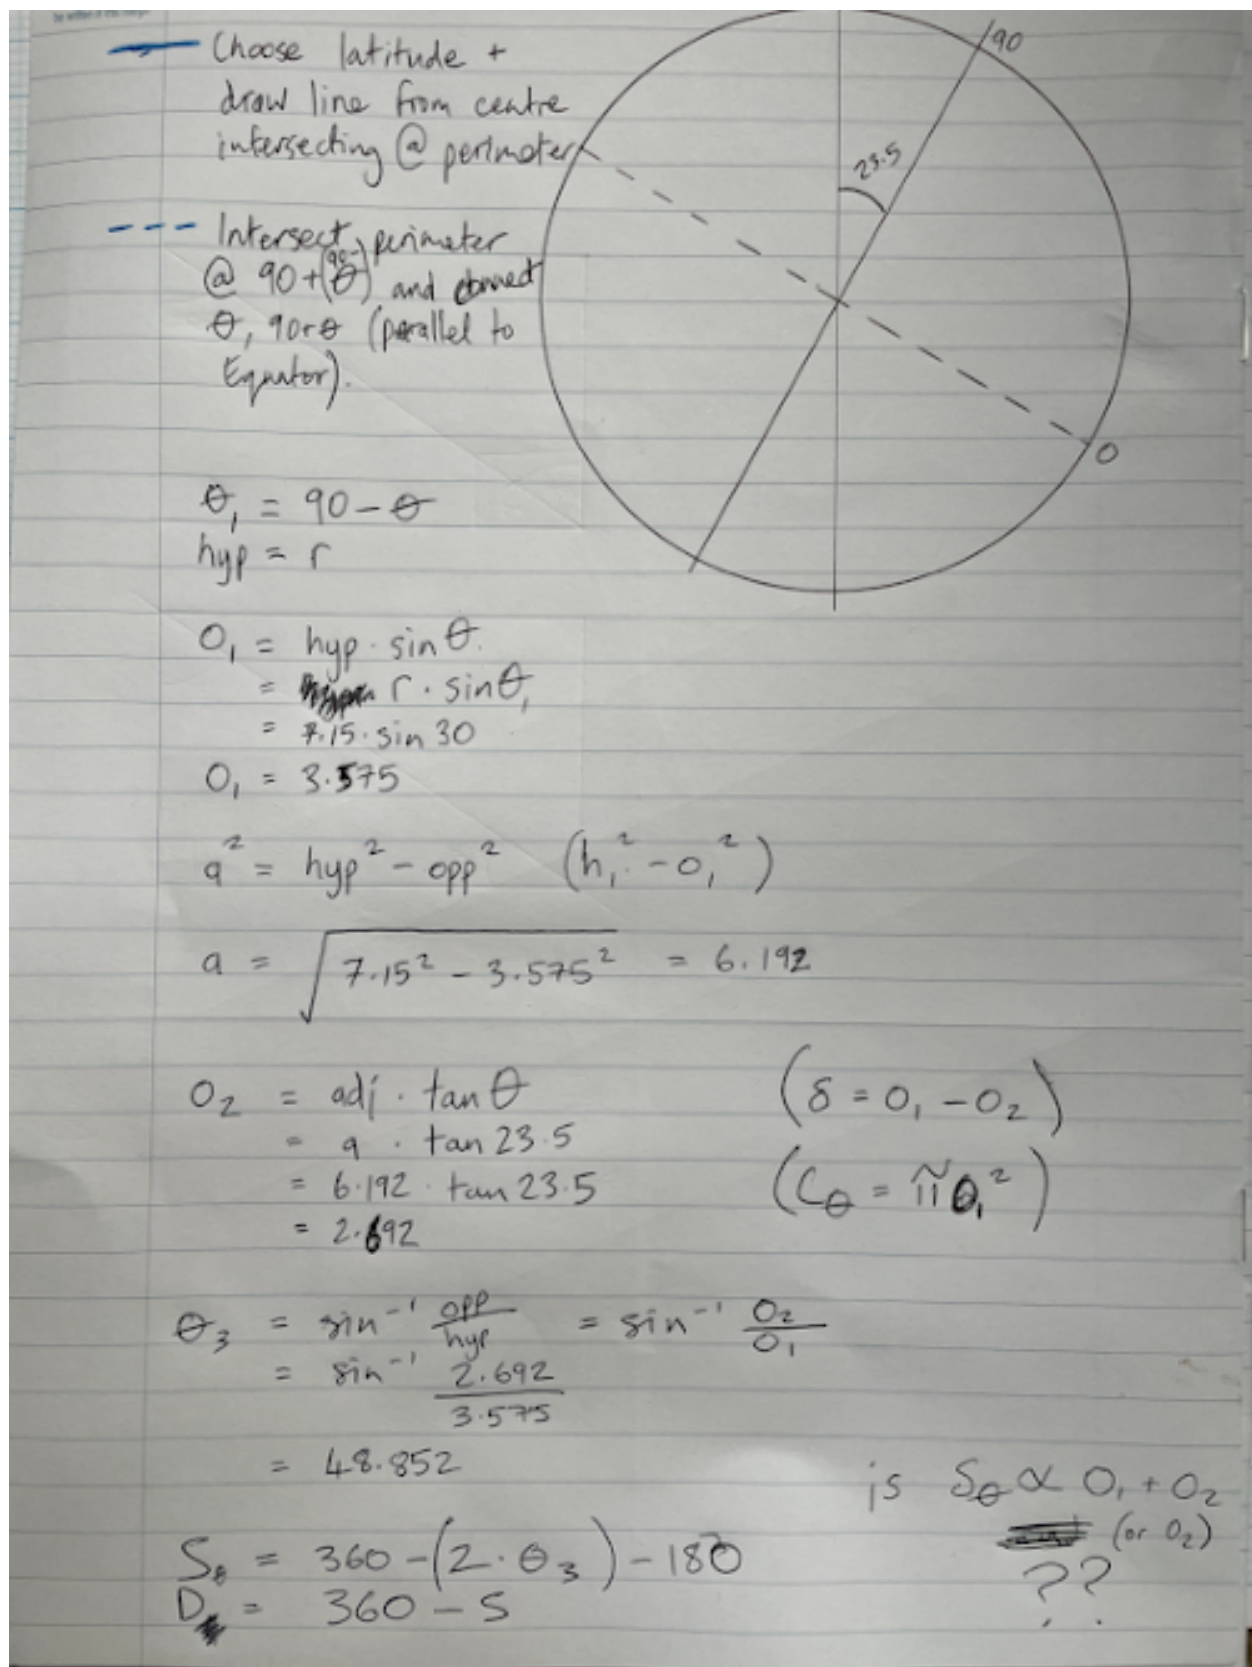 Choose latitude +
draw line from centre
intersecting @ perimeter
90
23.5
Intersect perimeter
@ 90+(90-θ) and connect
θ, 90+θ (parallel to
Equator).
0
θ₁ = 90 - θ
hyp = r
O₁ = hyp · sin θ.
= r · sin θ₁
= 7.15 · sin 30
O₁ = 3.575
a² = hyp² - opp² (h₁² - o₁²)
a = √7.15² - 3.575² = 6.192
O₂ = adj · tan θ (δ = O₁ - O₂)
= a · tan 23.5
= 6.192 · tan 23.5 (C_θ = π θ₁²)
= 2.692
θ₃ = sin⁻¹ opp/hyp = sin⁻¹ O₂/O₁
= sin⁻¹ 2.692/3.575
= 48.852
is S_θ ∝ O₁ + O₂
(or O₂)
S_θ = 360 - (2 · θ₃) - 180
??
D = 360 - S